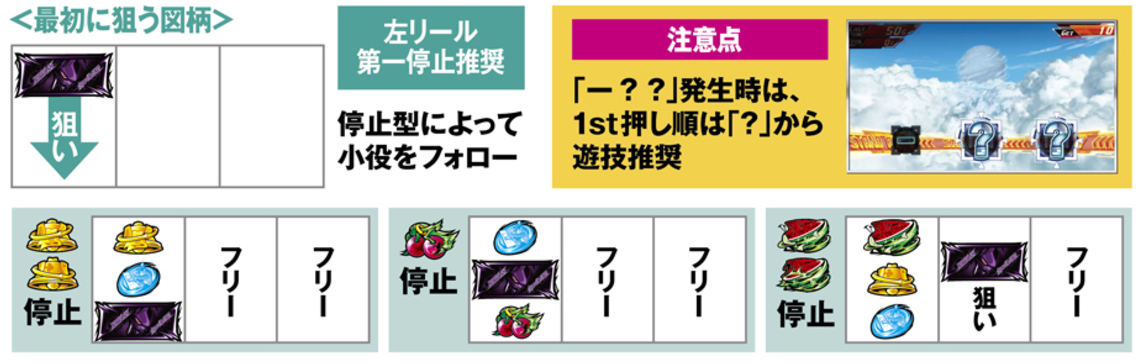 <最初に狙う図柄>
狙い
左リール
第一停止推奨
停止型によって
小役をフォロー
注意点
「ー??」発生時は、
1st押し順は「?」から
遊技推奨
GET 10
ー ? ?
停止
フリー
フリー
停止
フリー
フリー
停止
狙い
フリー